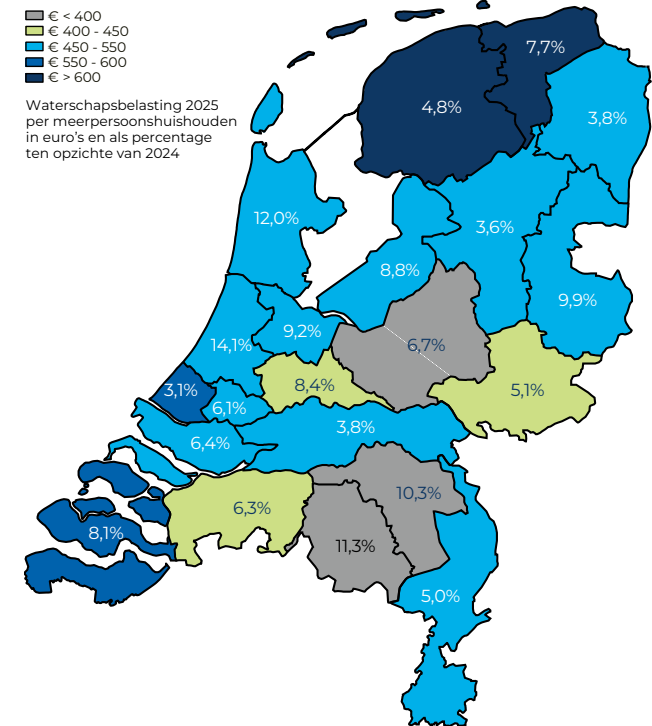 € < 400
€ 400 - 450
€ 450 - 550
€ 550 - 600
€ > 600
Waterschapsbelasting 2025
per meerpersoonshuishouden
in euro's en als percentage
ten opzichte van 2024
7,7%
4,8%
3,8%
12,0%
3,6%
8,8%
9,9%
9,2%
14,1%
6,7%
8,4%
3,1%
5,1%
6,1%
3,8%
6,4%
10,3%
6,3%
8,1%
11,3%
5,0%